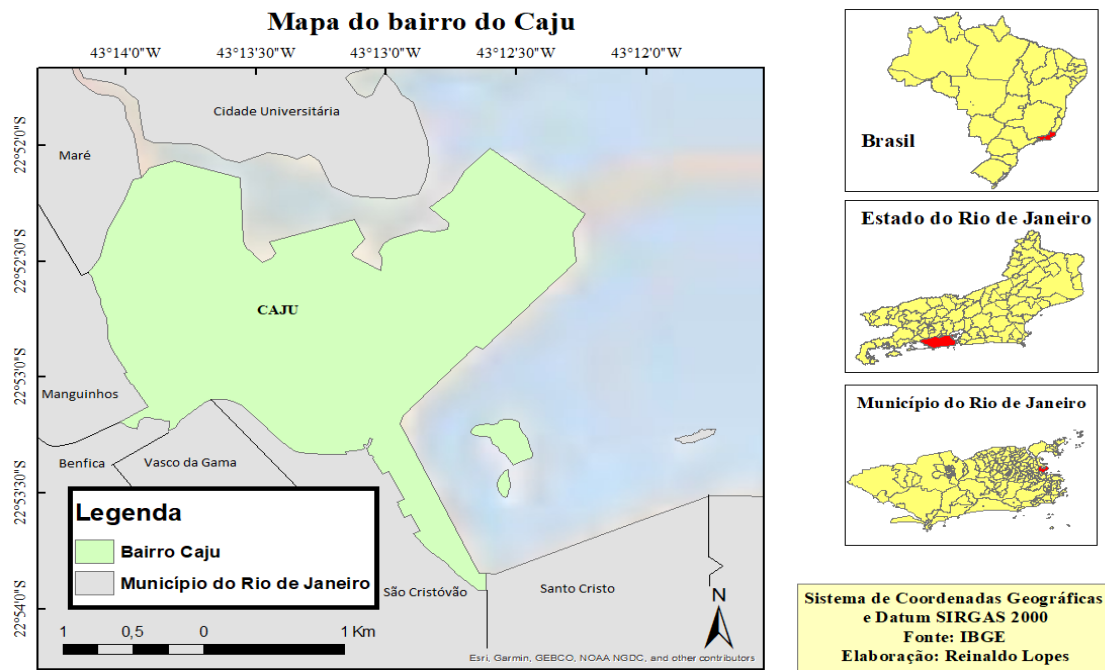 Mapa do bairro do Caju
43°14'0"W
43°13'30"W
43°13'0"W
43°12'30"W
43°12'0"W
22°52'0"S
22°52'30"S
22°53'0"S
22°53'30"S
22°54'0"S
Cidade Universitária
Maré
CAJU
Manguinhos
Benfica
Vasco da Gama
São Cristóvão
Santo Cristo
Legenda
Bairro Caju
Município do Rio de Janeiro
1 0,5 0 1 Km
N
Esri, Garmin, GEBCO, NOAA NGDC, and other contributors
Brasil
Estado do Rio de Janeiro
Município do Rio de Janeiro
Sistema de Coordenadas Geográficas
e Datum SIRGAS 2000
Fonte: IBGE
Elaboração: Reinaldo Lopes